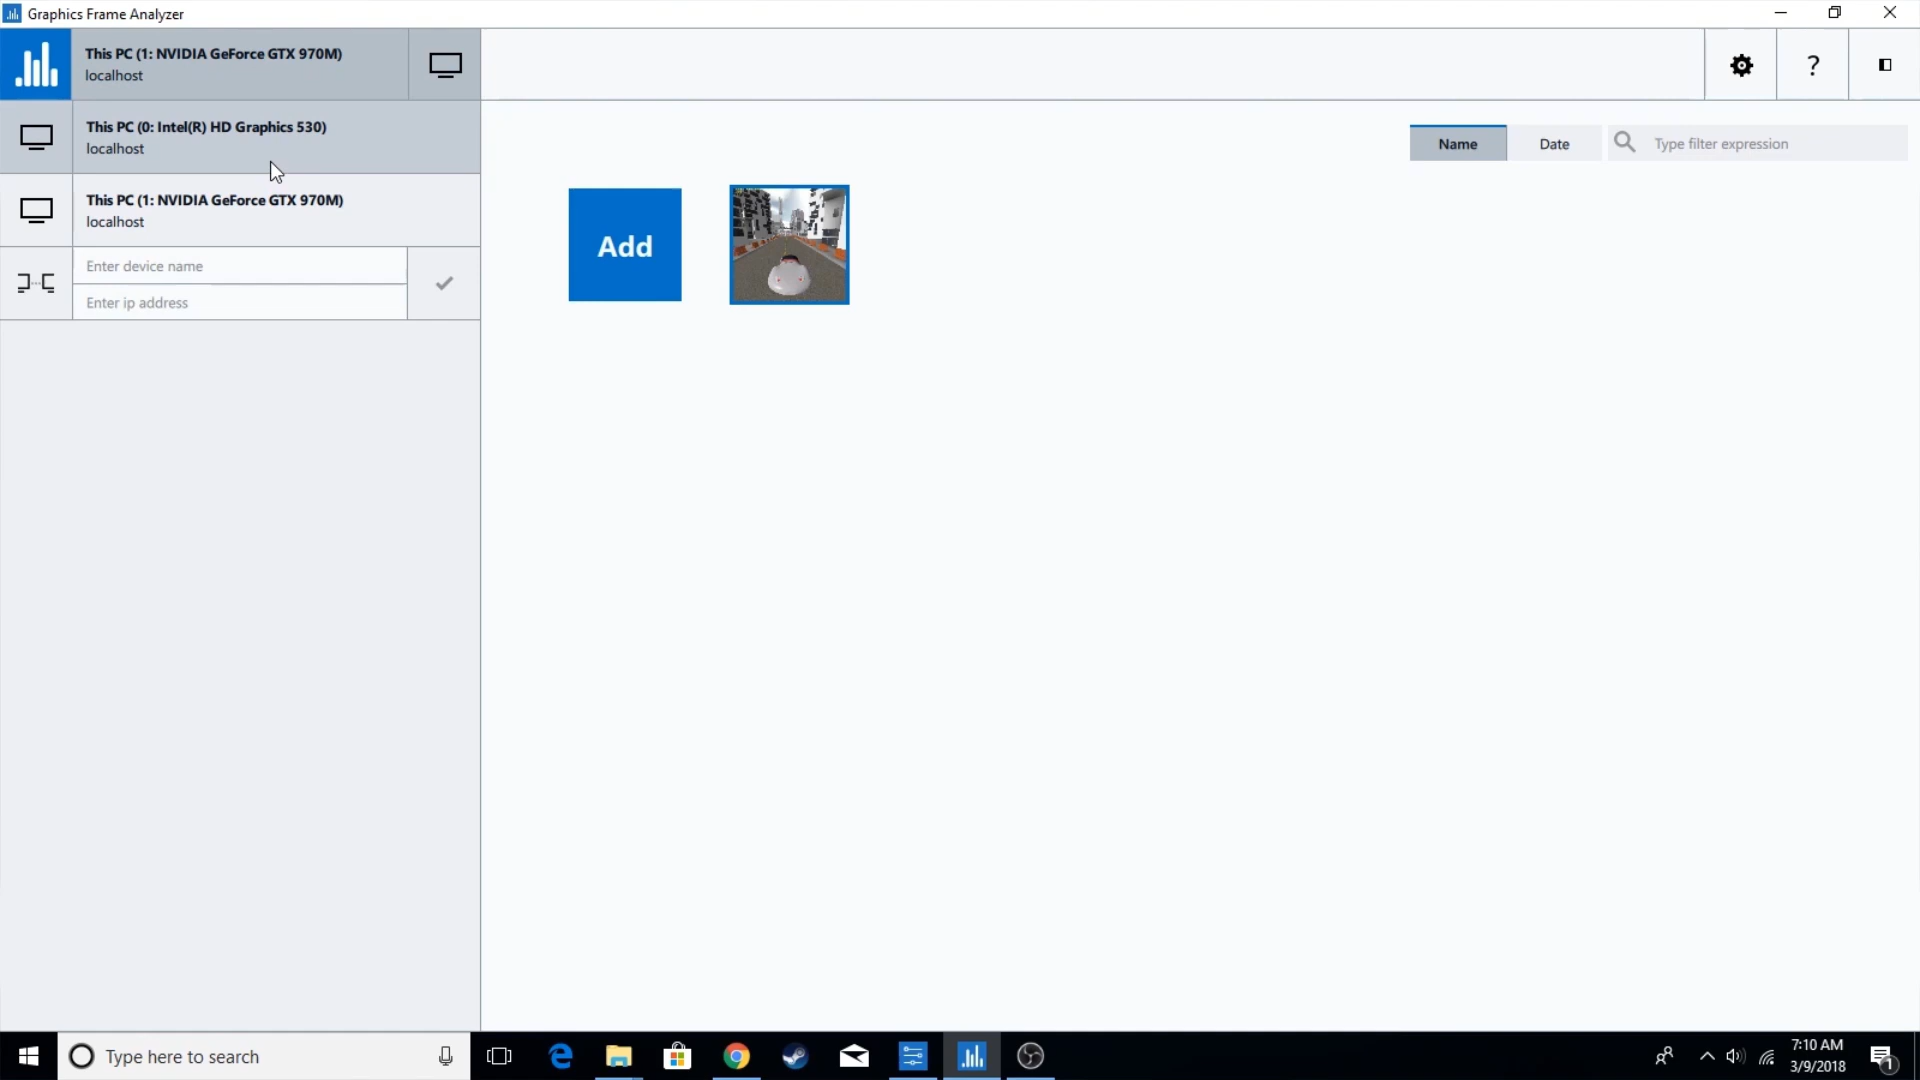 Graphics Frame Analyzer
This PC (1: NVIDIA GeForce GTX 970M)
localhost
?
This PC (0: Intel(R) HD Graphics 530)
localhost
Name
Date
Type filter expression
This PC (1: NVIDIA GeForce GTX 970M)
localhost
Add
Enter device name
Enter ip address
Type here to search
7:10 AM
3/9/2018
1